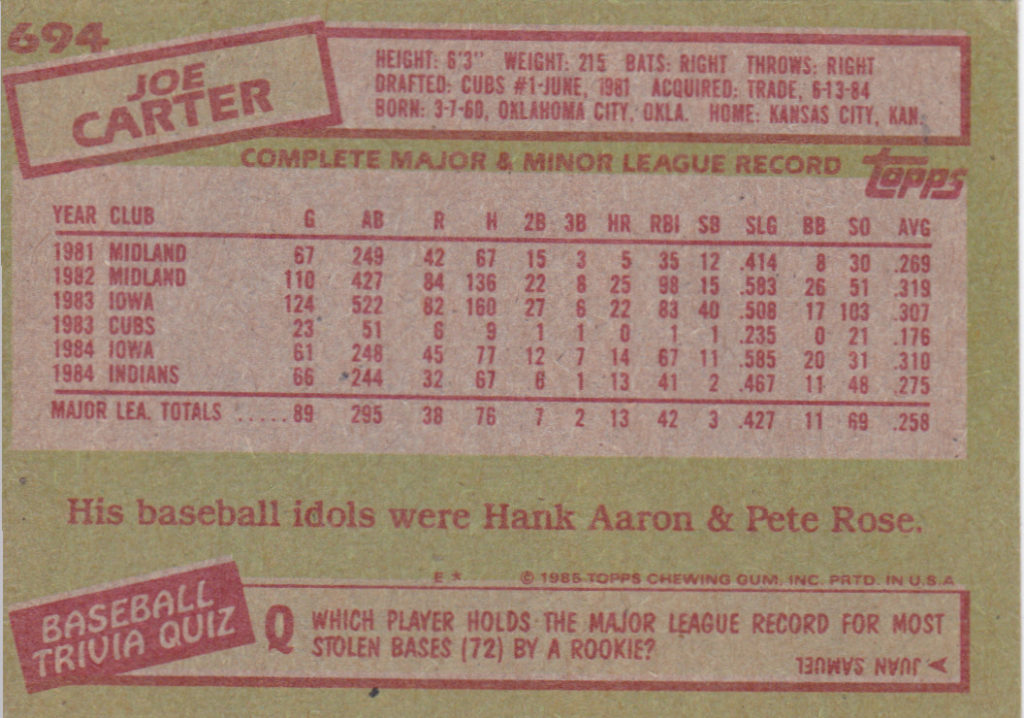 694
JOE
CARTER
HEIGHT: 6'3" WEIGHT: 215 BATS: RIGHT THROWS: RIGHT
DRAFTED: CUBS #1-JUNE, 1981 ACQUIRED: TRADE, 6-13-84
BORN: 3-7-60, OKLAHOMA CITY, OKLA. HOME: KANSAS CITY, KAN.
COMPLETE MAJOR & MINOR LEAGUE RECORD
topps
YEAR CLUB G AB R H 2B 3B HR RBI SB SLG BB SO AVG
1981 MIDLAND 67 249 42 67 15 3 5 35 12 .414 8 30 .269
1982 MIDLAND 110 427 84 136 22 8 25 98 15 .583 26 51 .319
1983 IOWA 124 522 82 160 27 6 22 83 40 .508 17 103 .307
1983 CUBS 23 51 6 9 1 1 0 1 1 .235 0 21 .176
1984 IOWA 61 248 45 77 12 7 14 67 11 .585 20 31 .310
1984 INDIANS 66 244 32 67 6 1 13 41 2 .467 11 48 .275
MAJOR LEA. TOTALS .....89 295 38 76 7 2 13 42 3 .427 11 69 .258
His baseball idols were Hank Aaron & Pete Rose.
E * © 1985 TOPPS CHEWING GUM, INC. PRTD. IN U.S.A
BASEBALL
TRIVIA QUIZ
Q WHICH PLAYER HOLDS THE MAJOR LEAGUE RECORD FOR MOST
STOLEN BASES (72) BY A ROOKIE?
A JUAN SAMUEL